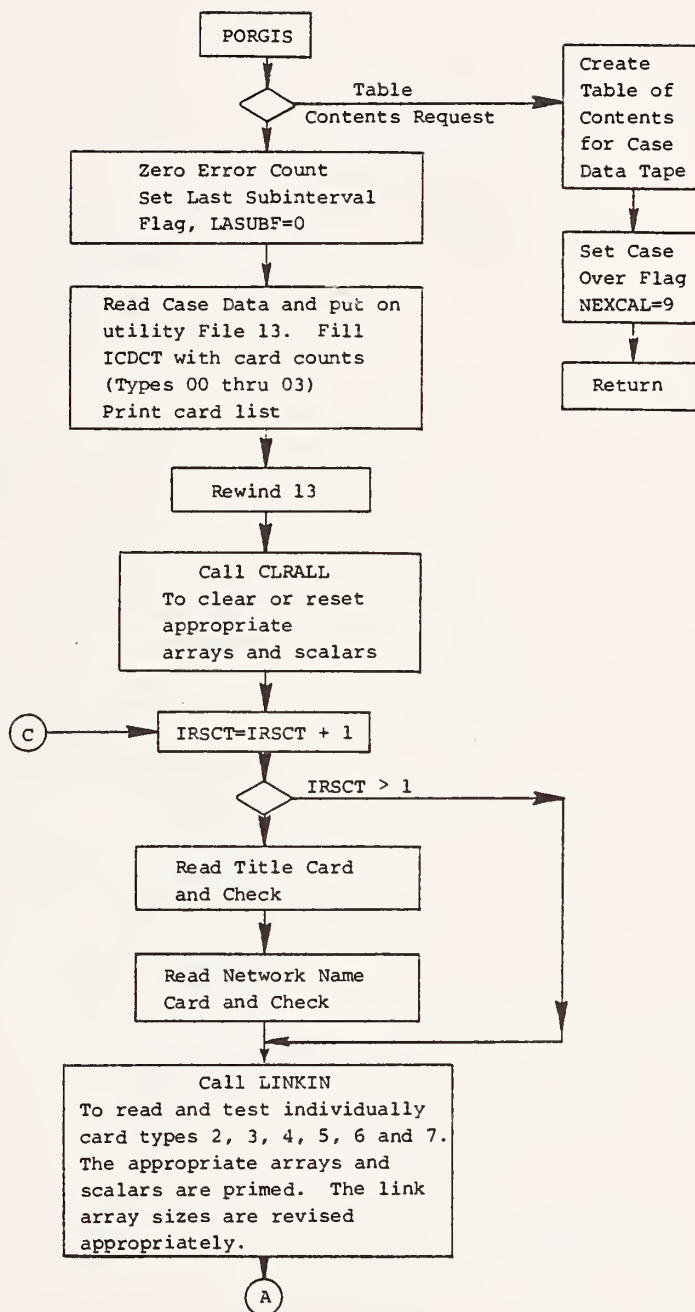 PORGIS
Table
Contents Request
Create
Table of
Contents
for Case
Data Tape
Zero Error Count
Set Last Subinterval
Flag, LASUBF=0
Set Case
Over Flag
NEXCAL=9
Read Case Data and put on
utility File 13. Fill
ICDCT with card counts
(Types 00 thru 03)
Print card list
Return
Rewind 13
Call CLRALL
To clear or reset
appropriate
arrays and scalars
C
IRSCT=IRSCT + 1
IRSCT > 1
Read Title Card
and Check
Read Network Name
Card and Check
Call LINKIN
To read and test individually
card types 2, 3, 4, 5, 6 and 7.
The appropriate arrays and
scalars are primed. The link
array sizes are revised
appropriately.
A